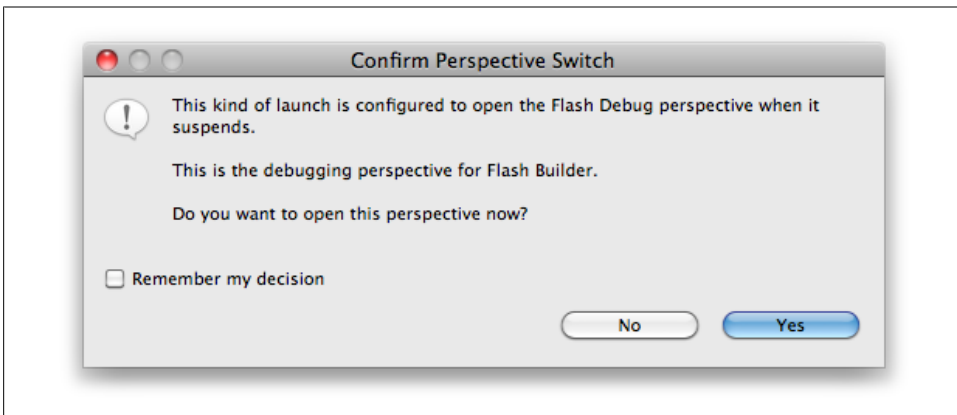 Confirm Perspective Switch
This kind of launch is configured to open the Flash Debug perspective when it
suspends.
This is the debugging perspective for Flash Builder.
Do you want to open this perspective now?
Remember my decision
No
Yes